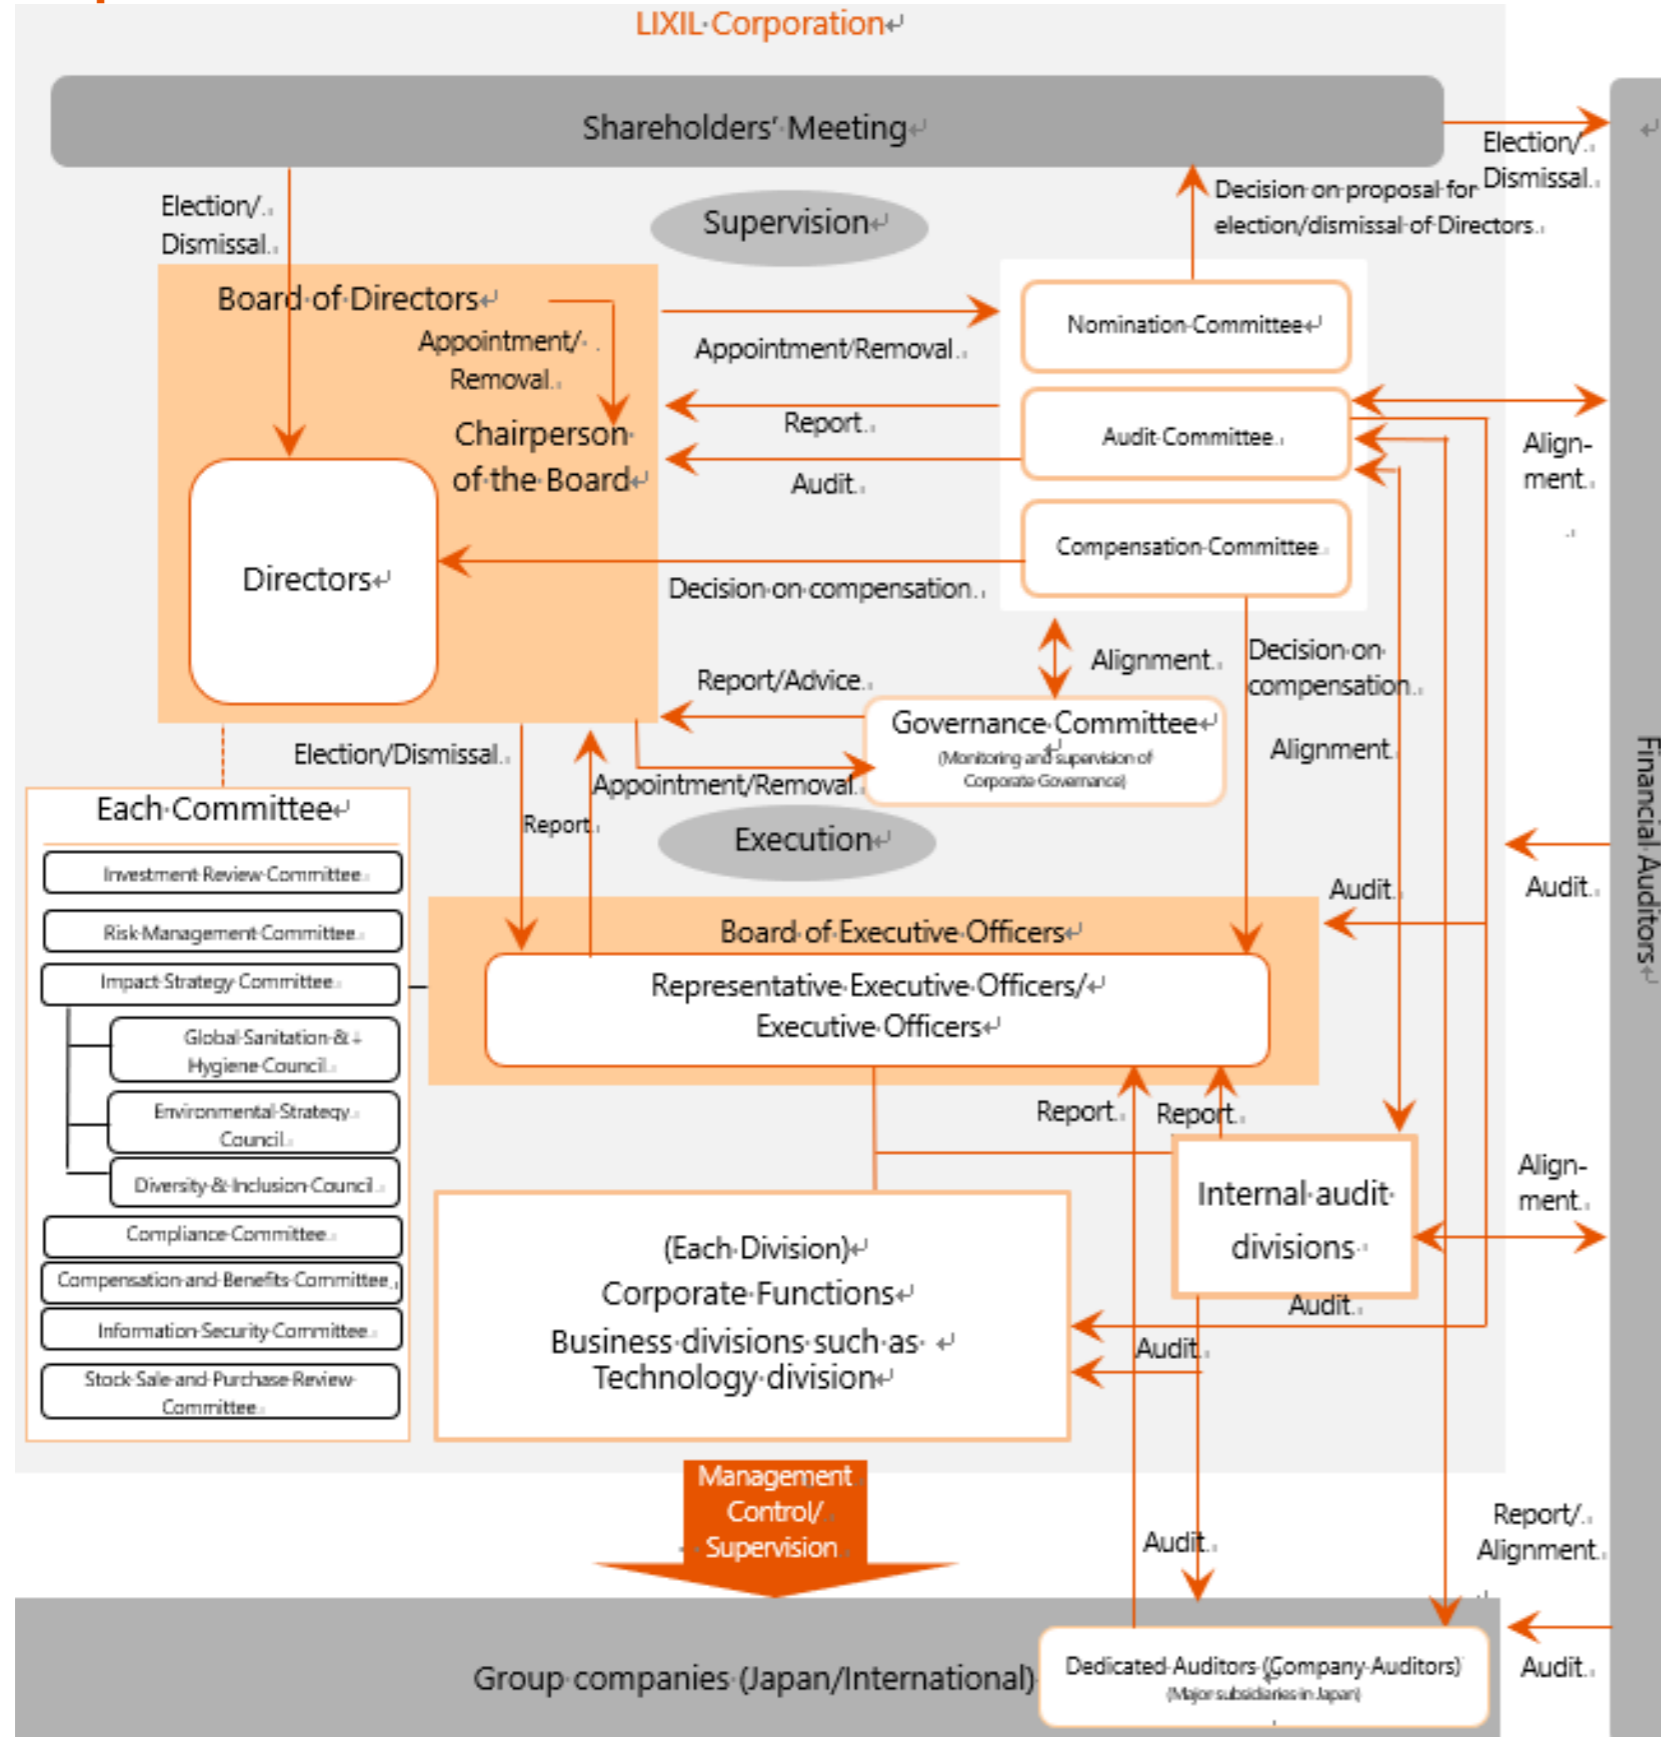 LIXIL Corporation
Shareholders' Meeting
Election/
Dismissal
Election/
Dismissal
Supervision
Decision on proposal for
election/dismissal of Directors
Board of Directors
Appointment/
Removal
Chairperson
of the Board
Directors
Appointment/Removal
Report
Audit
Decision on compensation
Nomination Committee
Audit Committee
Compensation Committee
Align-
ment
Alignment
Decision on
compensation
Alignment
Report/Advice
Governance Committee
(Monitoring and supervision of
Corporate Governance)
Election/Dismissal
Appointment/Removal
Report
Execution
Each Committee
Investment Review Committee
Risk Management Committee
Impact Strategy Committee
Global Sanitation &
Hygiene Council
Environmental Strategy
Council
Diversity & Inclusion Council
Compliance Committee
Compensation and Benefits Committee
Information Security Committee
Stock Sale and Purchase Review
Committee
Audit
Audit
Financial Auditors
Board of Executive Officers
Representative Executive Officers/
Executive Officers
Report
Report
Internal audit
divisions
Align-
ment
(Each Division)
Corporate Functions
Business divisions such as
Technology division
Audit
Audit
Management
Control/
Supervision
Audit
Report/
Alignment
Group companies (Japan/International)
Dedicated Auditors (Company Auditors)
(Major subsidiaries in Japan)
Audit